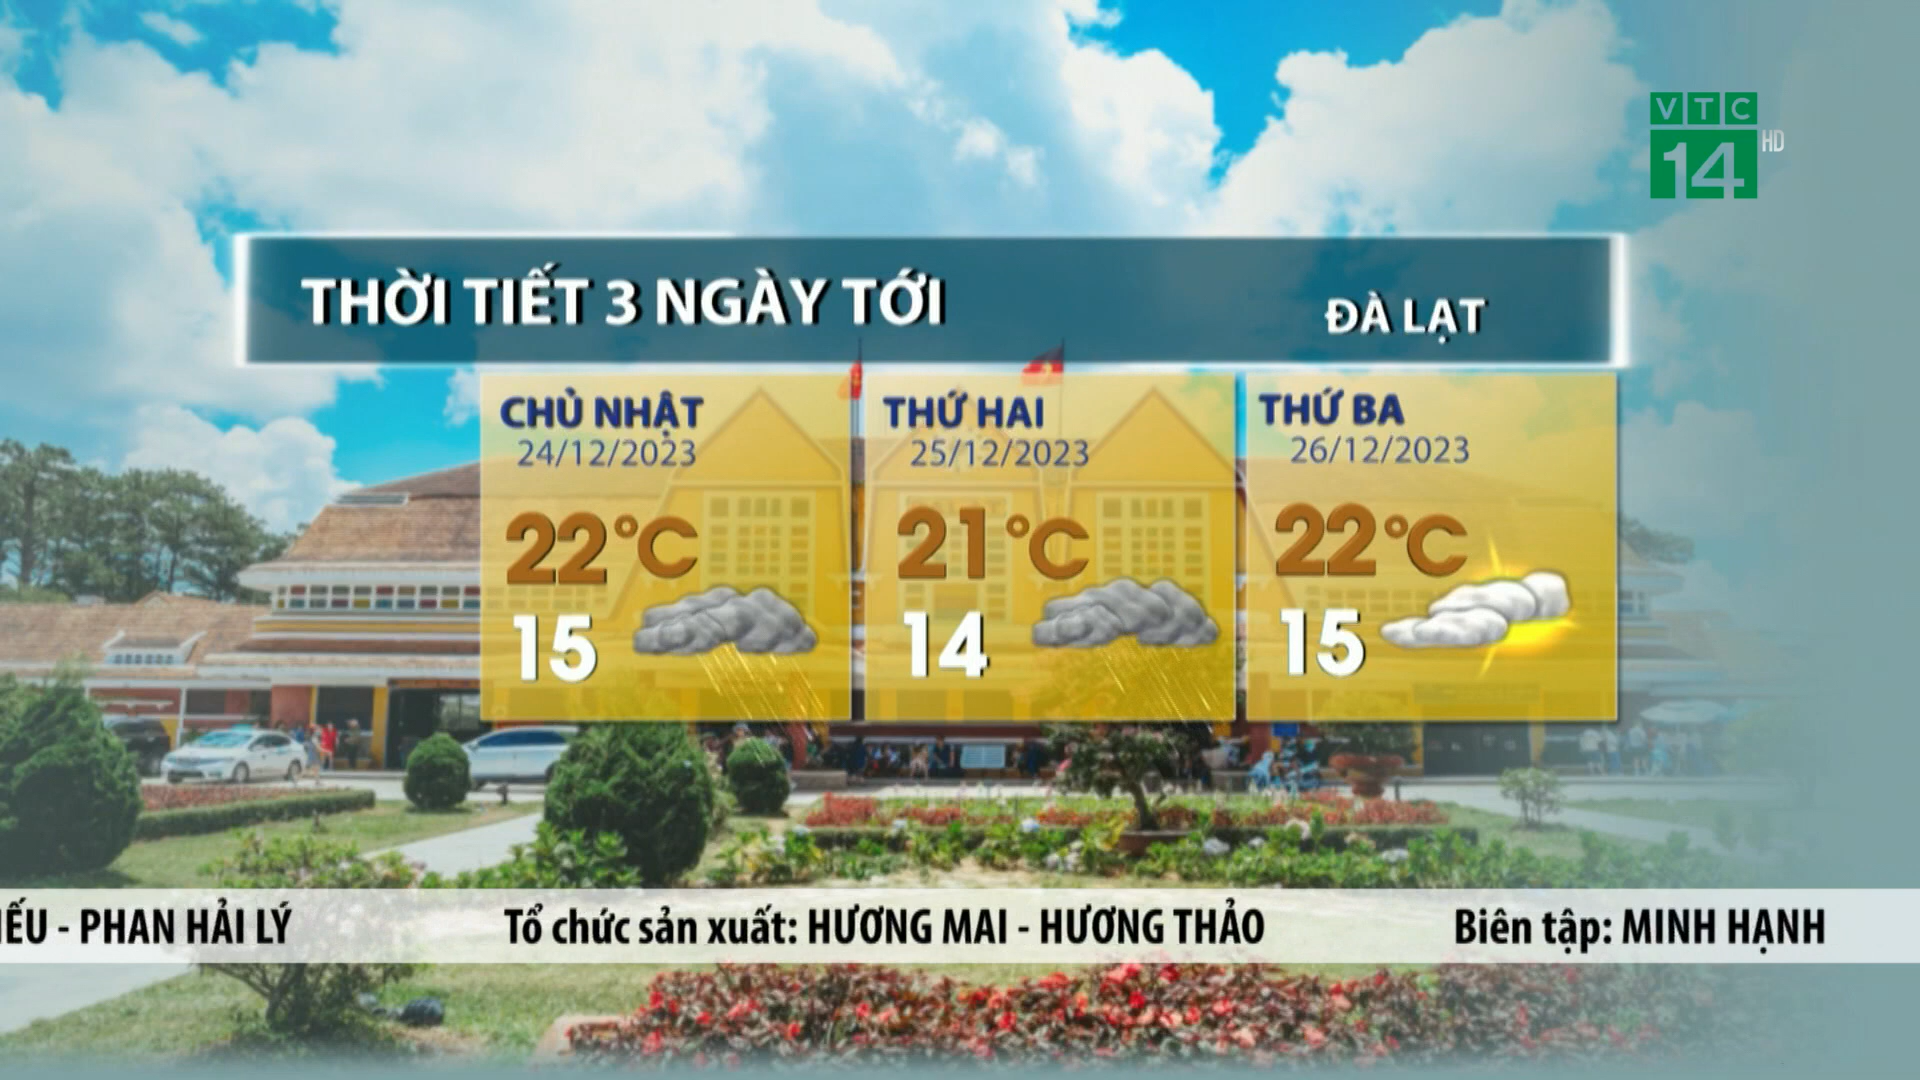 VTC
14 HD
THỜI TIẾT 3 NGÀY TỚI
ĐÀ LẠT
CHỦ NHẬT
24/12/2023
22°C
15
THỨ HAI
25/12/2023
21°C
14
THỨ BA
26/12/2023
22°C
15
- PHAN HẢI LÝ
Tổ chức sản xuất: HƯƠNG MAI - HƯƠNG THẢO
Biên tập: MINH HẠNH